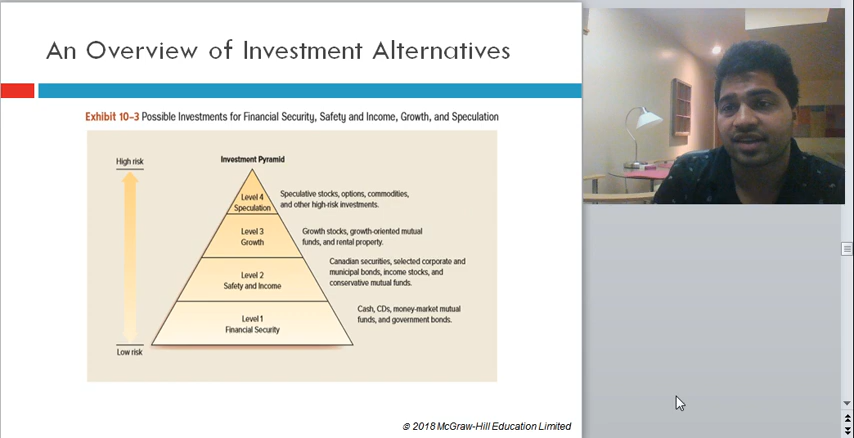 An Overview of Investment Alternatives
Exhibit 10–3 Possible Investments for Financial Security, Safety and Income, Growth, and Speculation
Investment Pyramid
High risk
Level 4
Speculation
Speculative stocks, options, commodities,
and other high-risk investments.
Level 3
Growth
Growth stocks, growth-oriented mutual
funds, and rental property.
Level 2
Safety and Income
Canadian securities, selected corporate and
municipal bonds, income stocks, and
conservative mutual funds.
Level 1
Financial Security
Cash, CDs, money-market mutual
funds, and government bonds.
Low risk
© 2018 McGraw-Hill Education Limited